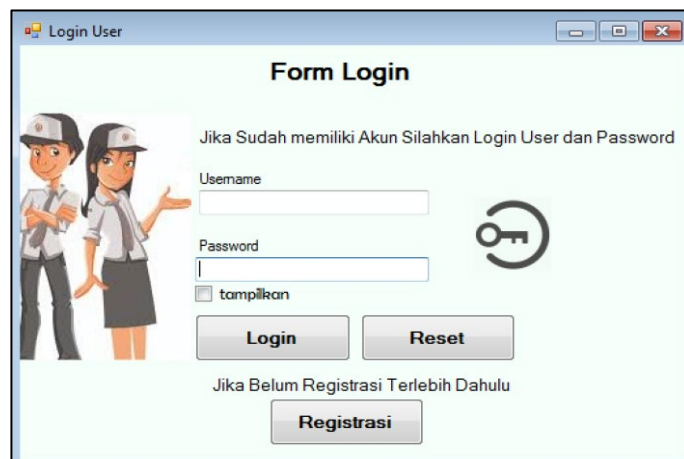 Login User
Form Login
Jika Sudah memiliki Akun Silahkan Login User dan Password
Username
Password
tampilkan
Login
Reset
Jika Belum Registrasi Terlebih Dahulu
Registrasi